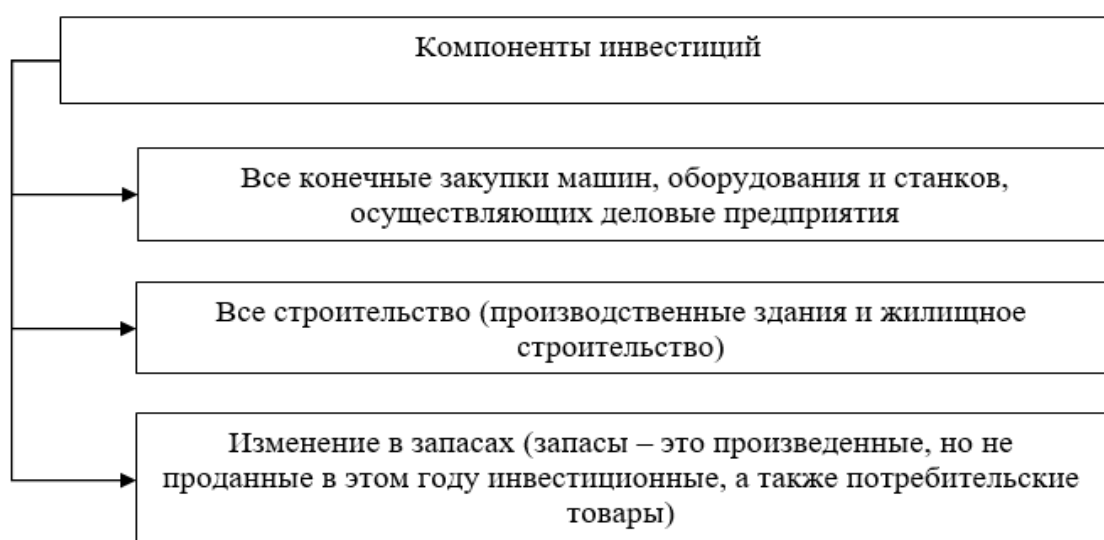 Компоненты инвестиций
Все конечные закупки машин, оборудования и станков,
осуществляющих деловые предприятия
Все строительство (производственные здания и жилищное
строительство)
Изменение в запасах (запасы – это произведенные, но не
проданные в этом году инвестиционные, а также потребительские
товары)